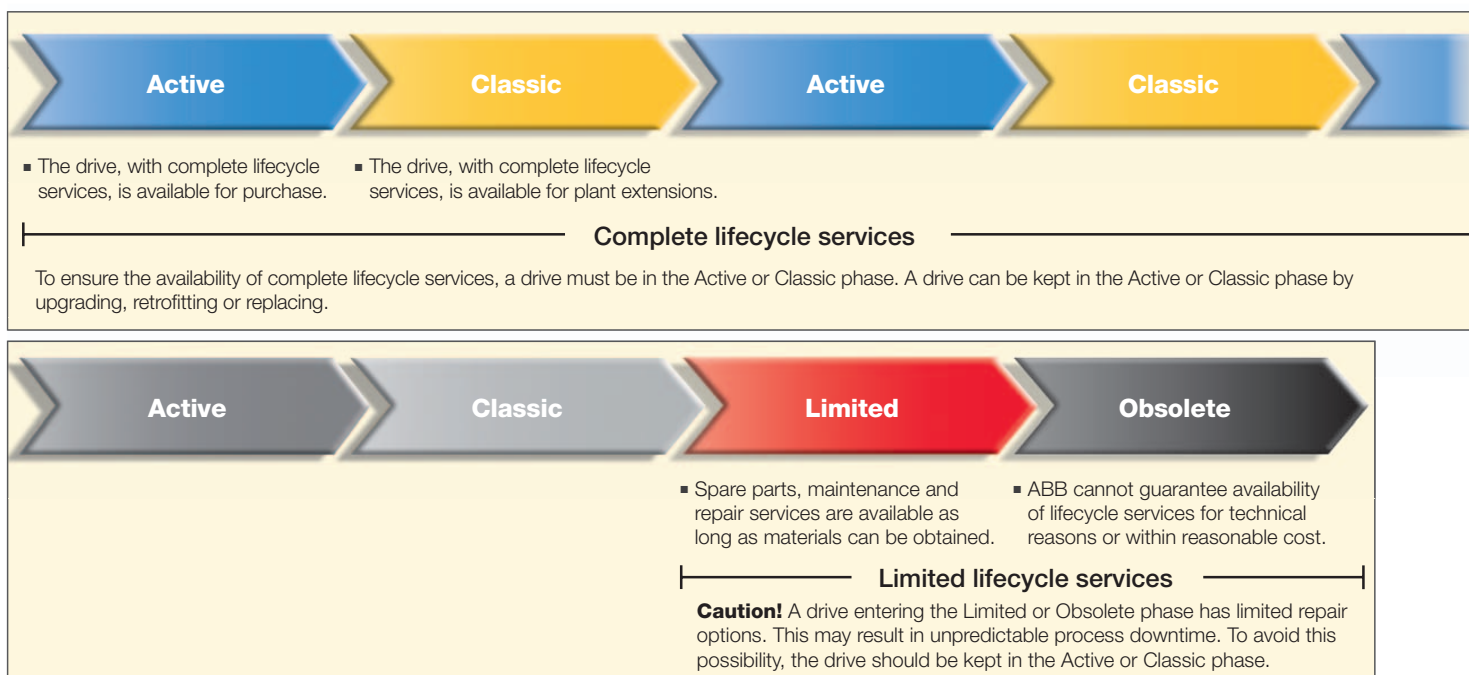 Active
Classic
Active
Classic
▪ The drive, with complete lifecycle
services, is available for purchase.
▪ The drive, with complete lifecycle
services, is available for plant extensions.
Complete lifecycle services
To ensure the availability of complete lifecycle services, a drive must be in the Active or Classic phase. A drive can be kept in the Active or Classic phase by
upgrading, retrofitting or replacing.
Active
Classic
Limited
Obsolete
▪ Spare parts, maintenance and
repair services are available as
long as materials can be obtained.
▪ ABB cannot guarantee availability
of lifecycle services for technical
reasons or within reasonable cost.
Limited lifecycle services
Caution! A drive entering the Limited or Obsolete phase has limited repair
options. This may result in unpredictable process downtime. To avoid this
possibility, the drive should be kept in the Active or Classic phase.